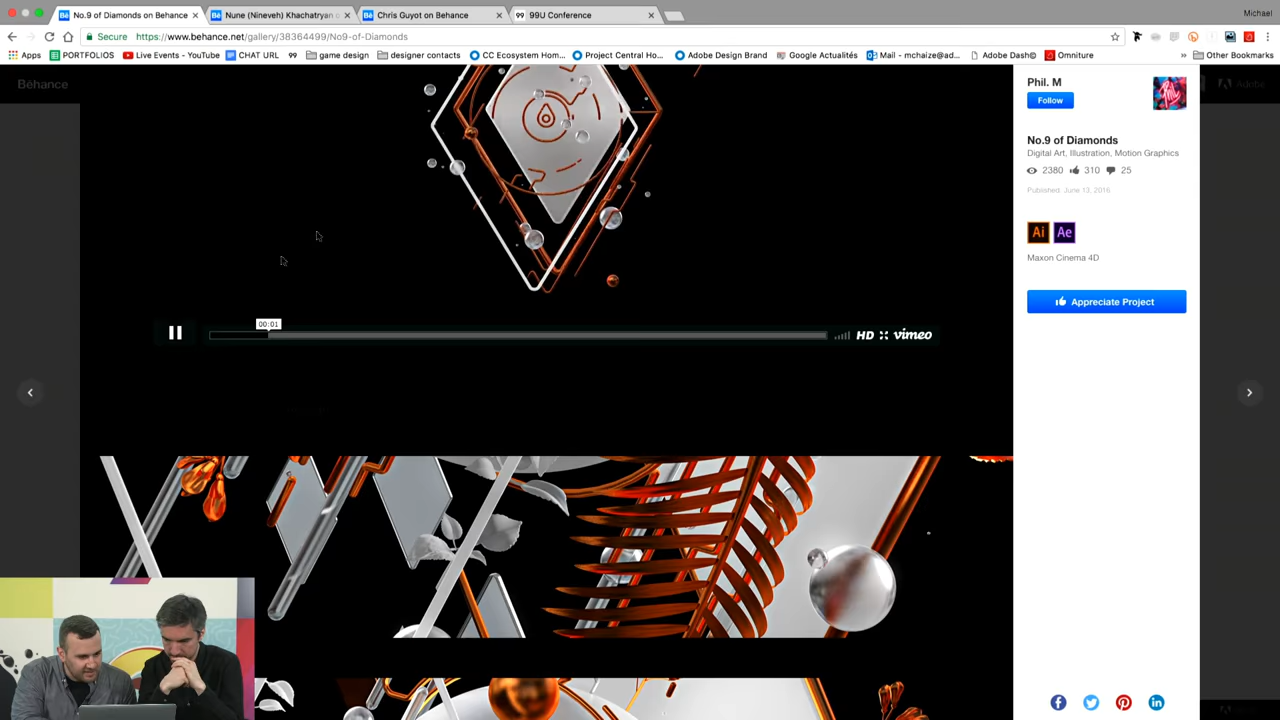 No.9 of Diamonds on Behance
Nune (Nineveh) Khachatryan o
Chris Guyot on Behance
99 99U Conference
Michael
Secure https://www.behance.net/gallery/38364499/No9-of-Diamonds
Apps PORTFOLIOS Live Events - YouTube CHAT URL game design designer contacts CC Ecosystem Hom... Project Central Ho... Adobe Design Brand Google Actualités Mail - mchaize@ad... Adobe Dash© Omniture » Other Bookmarks
Béhance
Adobe
Phil. M
Follow
No.9 of Diamonds
Digital Art, Illustration, Motion Graphics
2380 310 25
Published: June 13, 2016
Ai Ae
Maxon Cinema 4D
Appreciate Project
00:01
HD vimeo